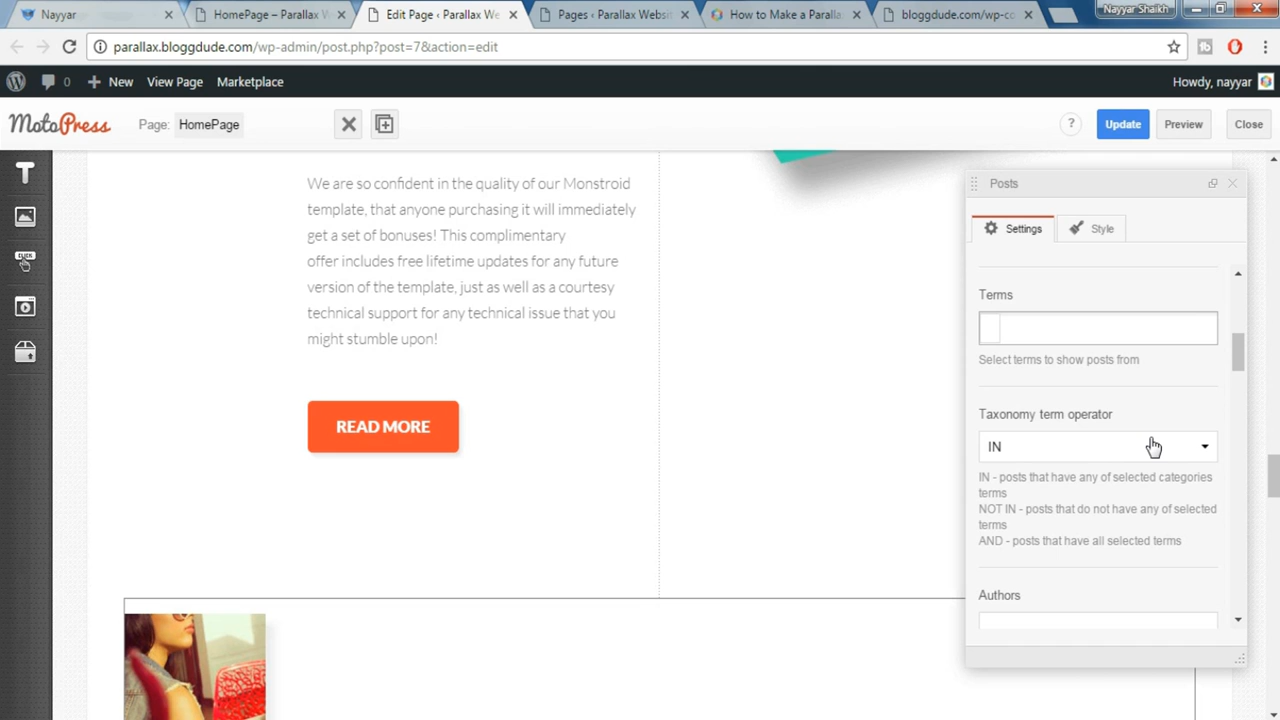 Nayyar
HomePage – Parallax W
Edit Page ‹ Parallax We
Pages ‹ Parallax Websit
How to Make a Paralla
bloggdude.com/wp-co
Nayyar Shaikh
parallax.bloggdude.com/wp-admin/post.php?post=7&action=edit
0
New
View Page
Marketplace
Howdy, nayyar
MotoPress
Page:
HomePage
?
Update
Preview
Close
We are so confident in the quality of our Monstroid
template, that anyone purchasing it will immediately
get a set of bonuses! This complimentary
offer includes free lifetime updates for any future
version of the template, just as well as a courtesy
technical support for any technical issue that you
might stumble upon!
READ MORE
CLICK
Posts
Settings
Style
Terms
Select terms to show posts from
Taxonomy term operator
IN
IN - posts that have any of selected categories
terms
NOT IN - posts that do not have any of selected
terms
AND - posts that have all selected terms
Authors